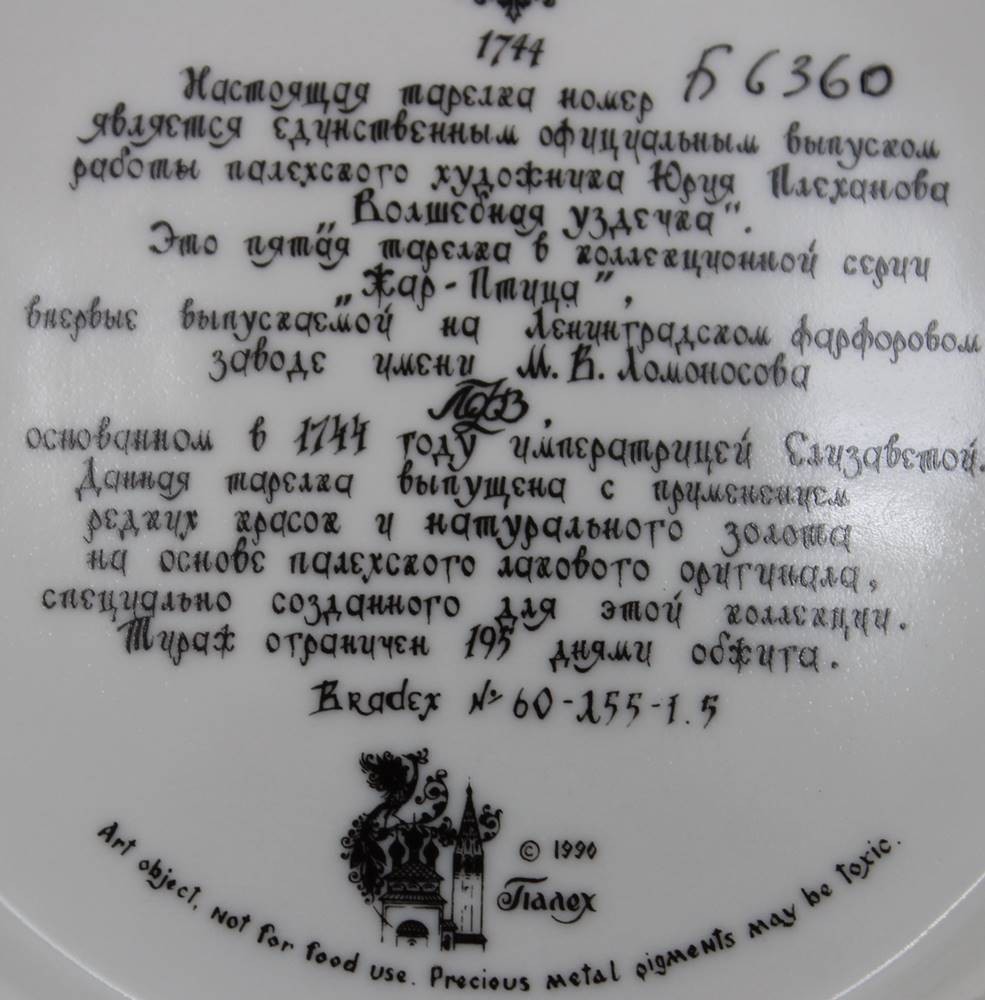 1744
Настоящая тарелка номер Б 6360
является единственным официальным выпуском
работы палехского художника Юрия Плеханова
„Волшебная уздечка".
Это пятая тарелка в коллекционной серии
„Жар-Птица",
впервые выпускаемой на Ленинградском фарфоровом
заводе имени М. В. Ломоносова
ЛФЗ,
основанном в 1744 году императрицей Елизаветой.
Данная тарелка выпущена с применением
редких красок и натурального золота
на основе палехского лакового оригинала,
специально созданного для этой коллекции.
Тираж ограничен 195 днями обжига.
Bradex № 60-155-1.5
© 1990
Палех
Art object, not for food use. Precious metal pigments may be toxic.